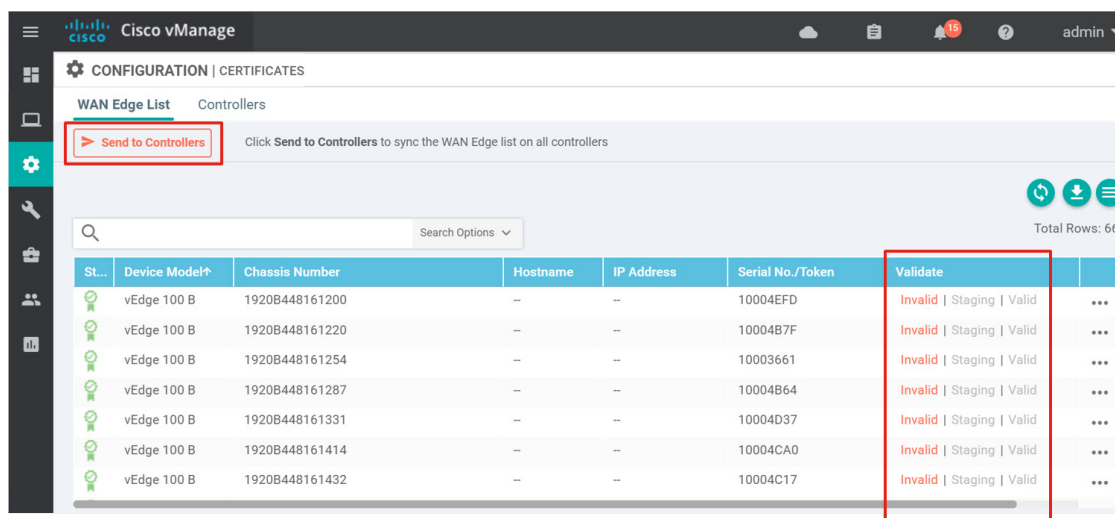 cisco Cisco vManage 15 admin
CONFIGURATION | CERTIFICATES
WAN Edge List Controllers
Send to Controllers Click Send to Controllers to sync the WAN Edge list on all controllers
Search Options Total Rows: 66
St... Device Model↑ Chassis Number Hostname IP Address Serial No./Token Validate
vEdge 100 B 1920B448161200 -- -- 10004EFD Invalid | Staging | Valid ...
vEdge 100 B 1920B448161220 -- -- 10004B7F Invalid | Staging | Valid ...
vEdge 100 B 1920B448161254 -- -- 10003661 Invalid | Staging | Valid ...
vEdge 100 B 1920B448161287 -- -- 10004B64 Invalid | Staging | Valid ...
vEdge 100 B 1920B448161331 -- -- 10004D37 Invalid | Staging | Valid ...
vEdge 100 B 1920B448161414 -- -- 10004CA0 Invalid | Staging | Valid ...
vEdge 100 B 1920B448161432 -- -- 10004C17 Invalid | Staging | Valid ...